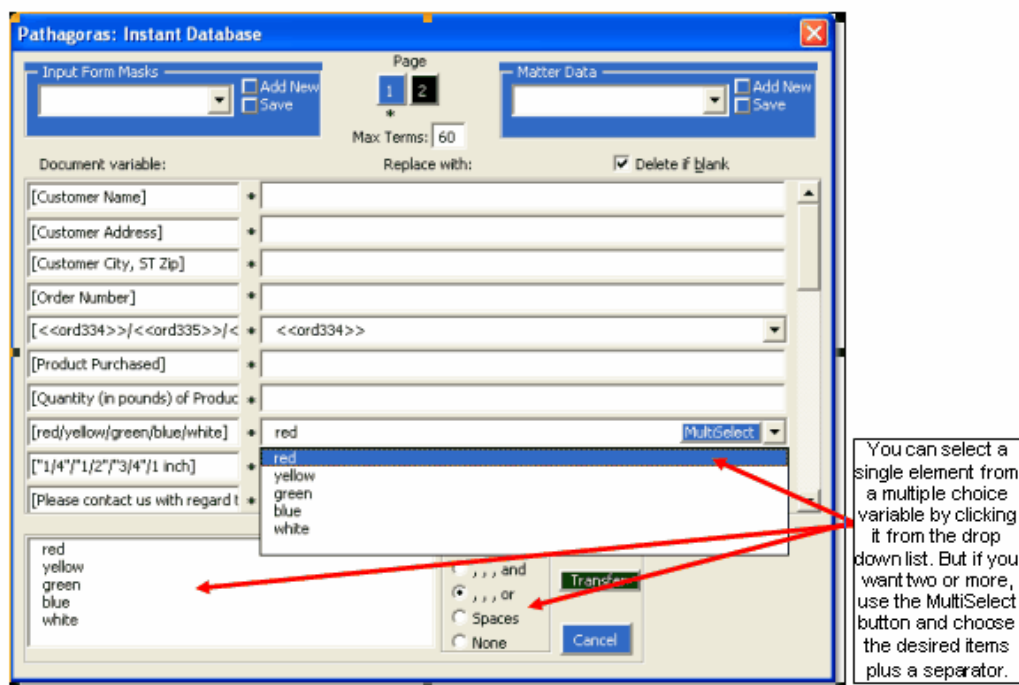 Pathagoras: Instant Database
Input Form Masks
Add New
Save
Page
1 2
*
Max Terms: 60
Matter Data
Add New
Save
Document variable:
Replace with:
Delete if blank
[Customer Name] *
[Customer Address] *
[Customer City, ST Zip] *
[Order Number] *
[<<ord334>>/<<ord335>>/< * <<ord334>>
[Product Purchased] *
[Quantity (in pounds) of Produc *
[red/yellow/green/blue/white] * red MultiSelect
["1/4"/"1/2"/"3/4"/1 inch] *
[Please contact us with regard t *
red
yellow
green
blue
white
red
yellow
green
blue
white
, , , and
, , , or
Spaces
None
Transfer
Cancel
You can select a
single element from
a multiple choice
variable by clicking
it from the drop
down list. But if you
want two or more,
use the MultiSelect
button and choose
the desired items
plus a separator.